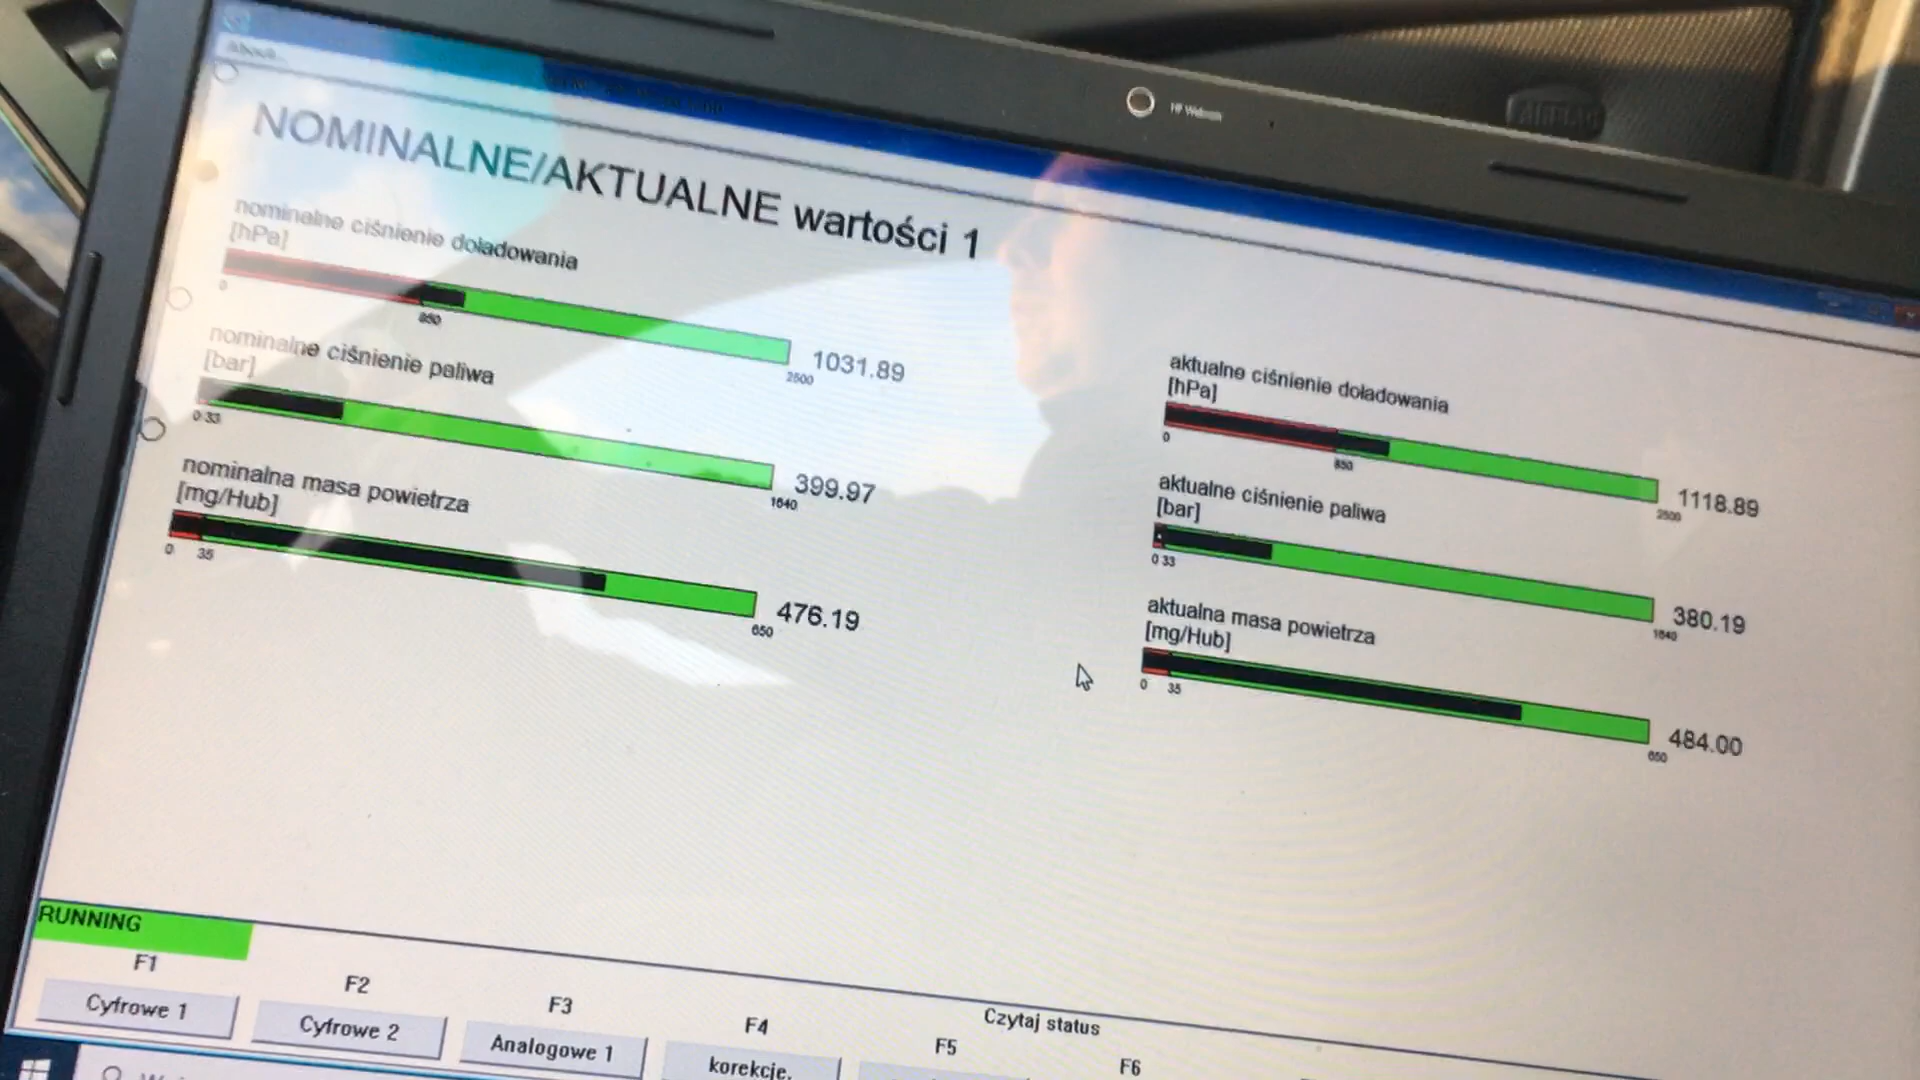 About...
HP Webcam
AIRBAG
NOMINALNE/AKTUALNE wartości 1
nominalne ciśnienie doładowania
[hPa]
0
850
2500
1031.89
nominalne ciśnienie paliwa
[bar]
0 33
1640
399.97
nominalna masa powietrza
[mg/Hub]
0
35
650
476.19
aktualne ciśnienie doładowania
[hPa]
0
850
2500
1118.89
aktualne ciśnienie paliwa
[bar]
0 33
1640
380.19
aktualna masa powietrza
[mg/Hub]
0
35
650
484.00
RUNNING
F1
Cyfrowe 1
F2
Cyfrowe 2
F3
Analogowe 1
F4
korekcje,
F5
Czytaj status
F6